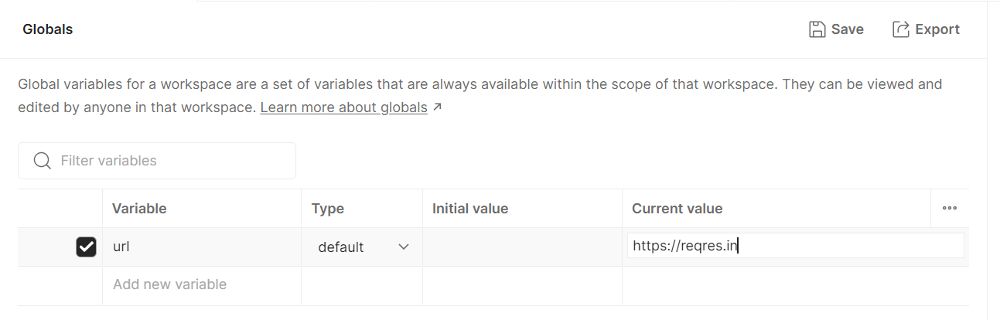 Globals
Save
Export
Global variables for a workspace are a set of variables that are always available within the scope of that workspace. They can be viewed and
edited by anyone in that workspace. Learn more about globals ↗
Filter variables
Variable Type Initial value Current value
url default https://reqres.in
Add new variable